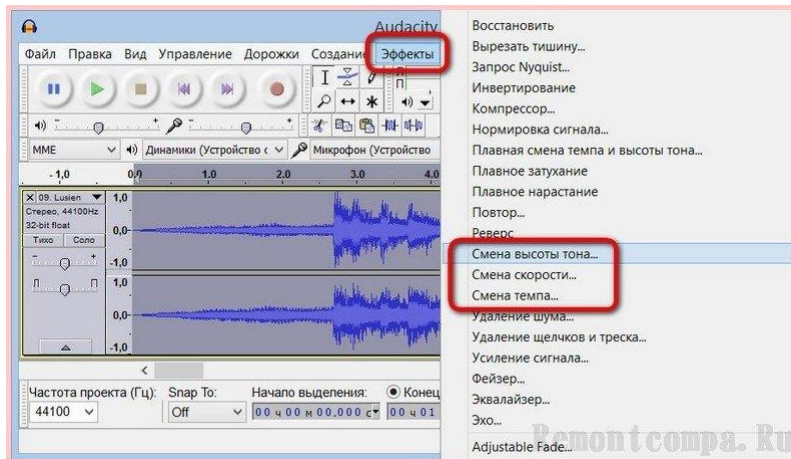 Audacity
Файл Правка Вид Управление Дорожки Создание Эффекты
MME
Динамики (Устройство с
Микрофон (Устройство
- 1,0 0,0 1,0 2,0 3,0 4,0
X 09. Lusien 1,0
Стерео, 44100Hz
32-bit float
0,0-
Тихо Соло
- +
-1,0
Л П
1,0
0,0-
-1,0
Частота проекта (Гц): Snap To: Начало выделения: Конец
44100 Off 00 ч 00 м 00,000 с 00 ч 01
Восстановить
Вырезать тишину...
Запрос Nyquist...
Инвертирование
Компрессор...
Нормировка сигнала...
Плавная смена темпа и высоты тона...
Плавное затухание
Плавное нарастание
Повтор...
Реверс
Смена высоты тона...
Смена скорости...
Смена темпа...
Удаление шума...
Удаление щелчков и треска...
Усиление сигнала...
Фейзер...
Эквалайзер...
Эхо...
Adjustable Fade...
Remontcompa.Ru